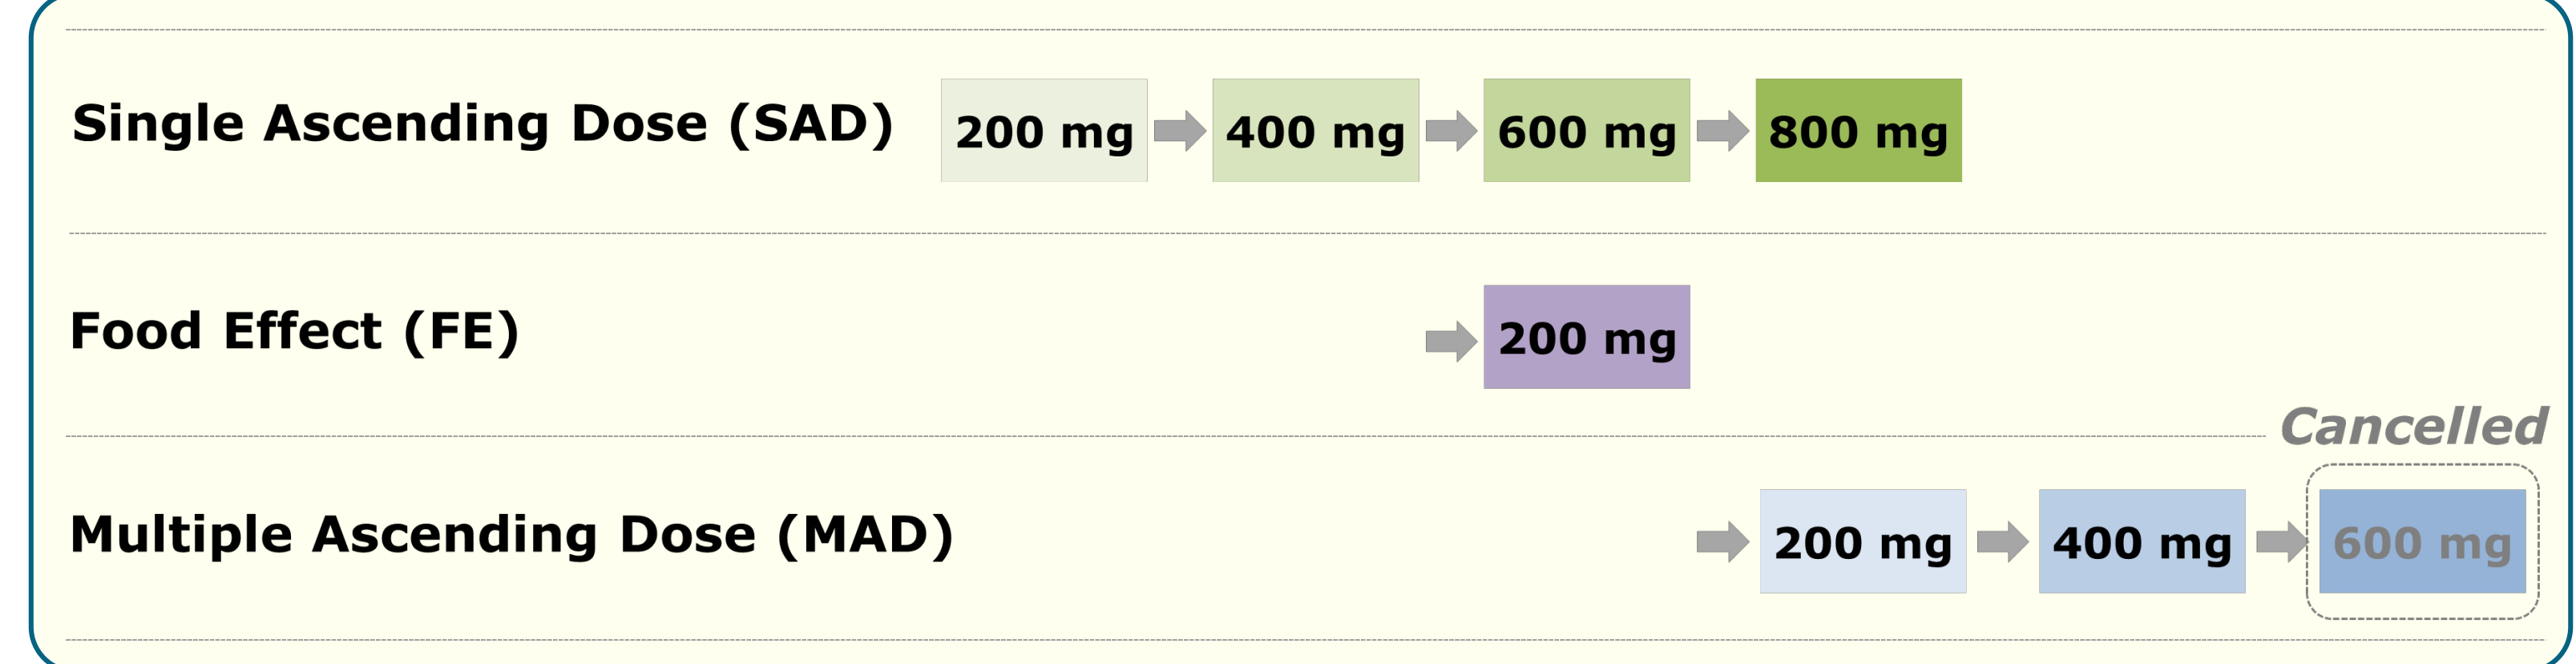 Single Ascending Dose (SAD) 200 mg 400 mg 600 mg 800 mg
Food Effect (FE) 200 mg
Cancelled
Multiple Ascending Dose (MAD) 200 mg 400 mg 600 mg